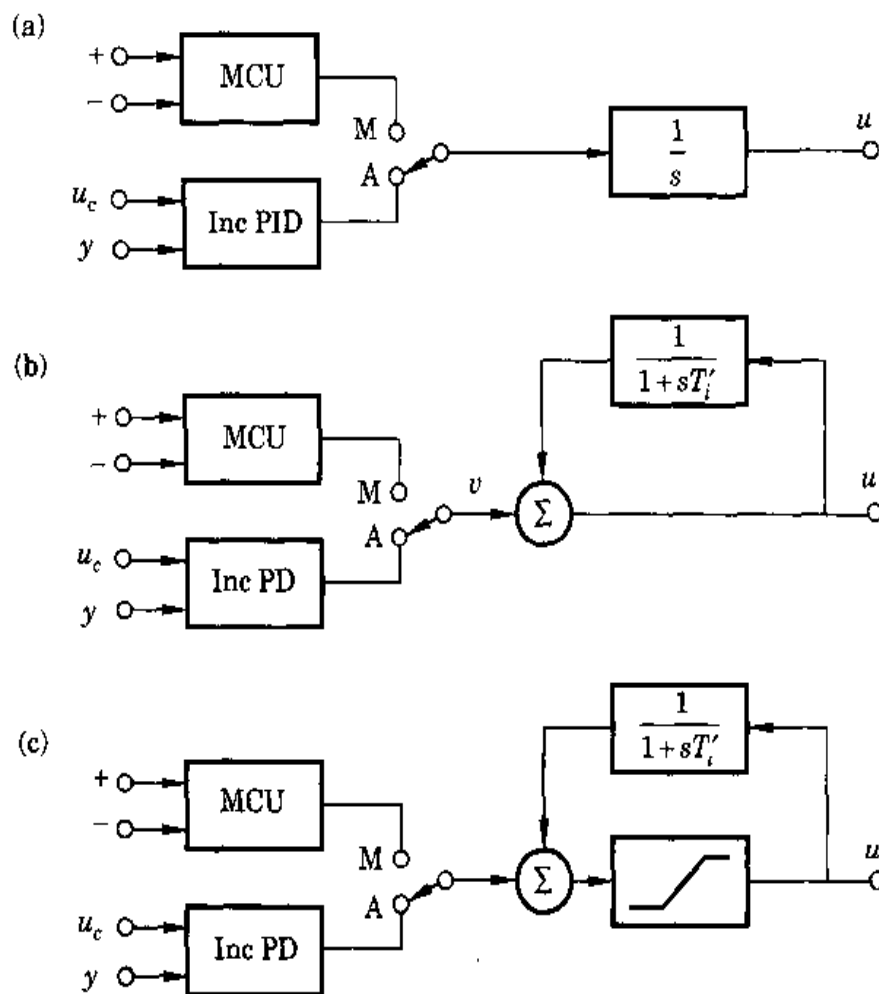 (a)
+
−
MCU
M
A
u_c
y
Inc PID
1/s
u
(b)
+
−
MCU
M
A
u_c
y
Inc PD
v
Σ
1/(1+sT_i')
u
(c)
+
−
MCU
M
A
u_c
y
Inc PD
Σ
1/(1+sT_i')
u